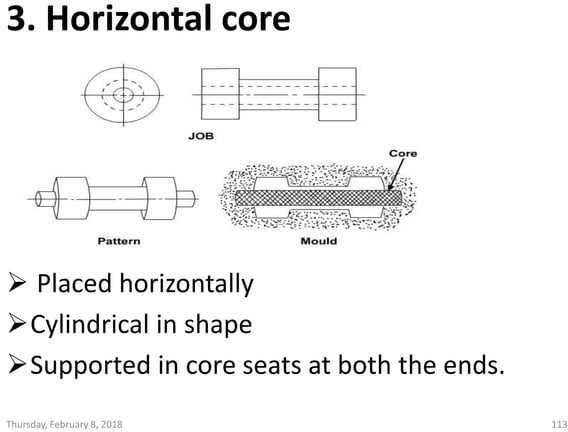 3. Horizontal core
JOB
Core
Pattern
Mould
➢ Placed horizontally
➢Cylindrical in shape
➢Supported in core seats at both the ends.
Thursday, February 8, 2018
113